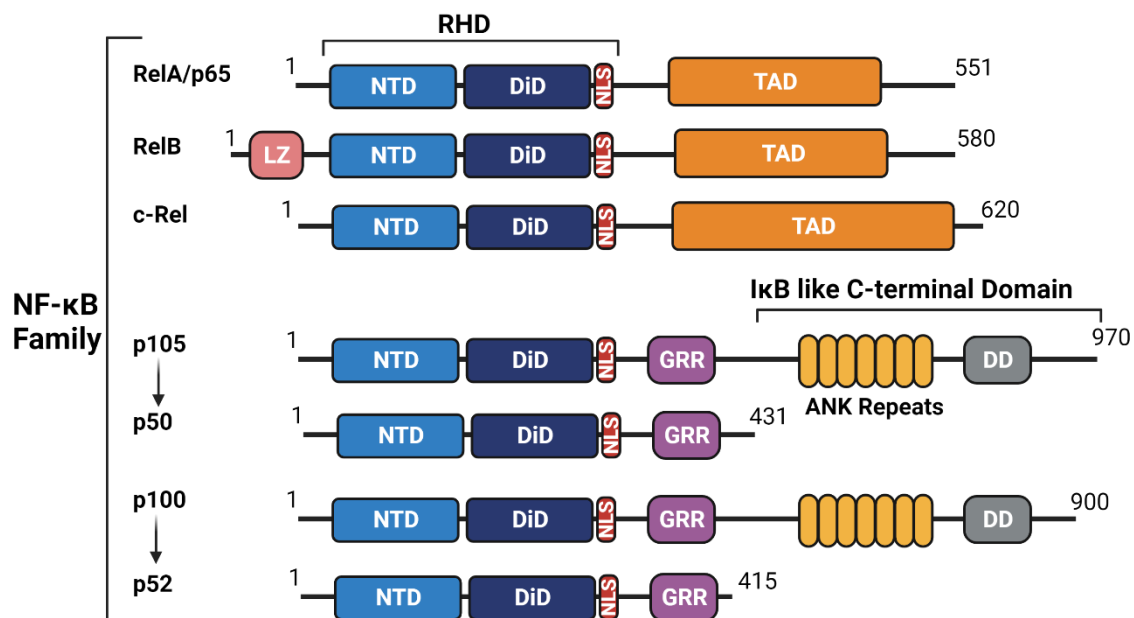 RHD
RelA/p65 1 NTD DiD NLS TAD 551
RelB 1 LZ NTD DiD NLS TAD 580
c-Rel 1 NTD DiD NLS TAD 620
NF-κB
Family
IκB like C-terminal Domain
p105 1 NTD DiD NLS GRR DD 970
ANK Repeats
p50 1 NTD DiD NLS GRR 431
p100 1 NTD DiD NLS GRR DD 900
p52 1 NTD DiD NLS GRR 415